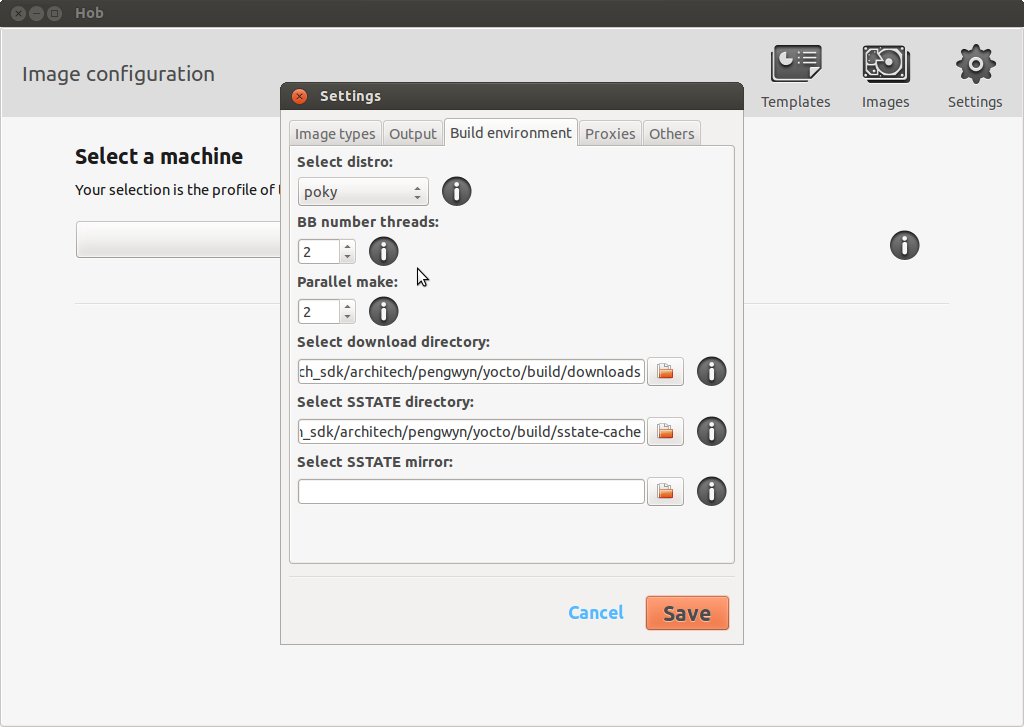 Hob
Image configuration
Templates
Images
Settings
Select a machine
Your selection is the profile of
Settings
Image types
Output
Build environment
Proxies
Others
Select distro:
poky
BB number threads:
2
Parallel make:
2
Select download directory:
ch_sdk/architech/pengwyn/yocto/build/downloads
Select SSTATE directory:
_sdk/architech/pengwyn/yocto/build/sstate-cache
Select SSTATE mirror:
Cancel
Save